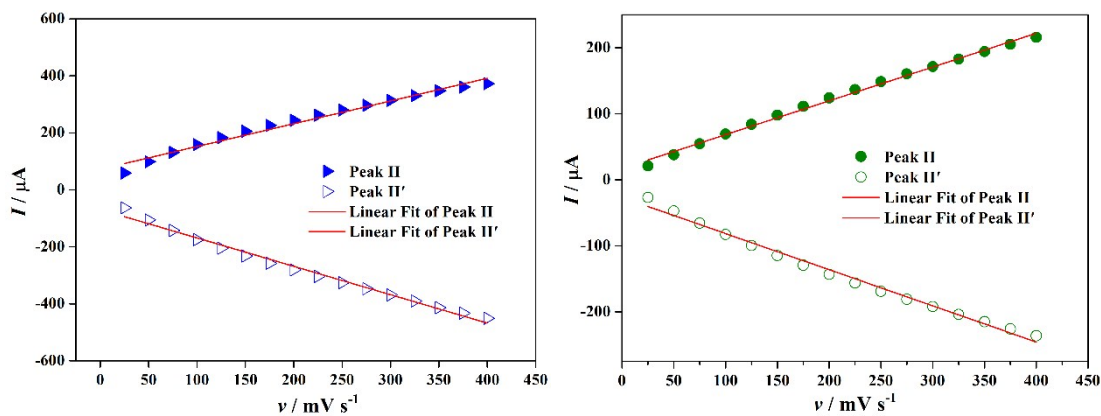 600
400
200
0
-200
-400
-600
I / μA
0 50 100 150 200 250 300 350 400 450
v / mV s⁻¹
Peak II
Peak II′
Linear Fit of Peak II
Linear Fit of Peak II′
200
100
0
-100
-200
I / μA
0 50 100 150 200 250 300 350 400 450
v / mV s⁻¹
Peak II
Peak II′
Linear Fit of Peak II
Linear Fit of Peak II′